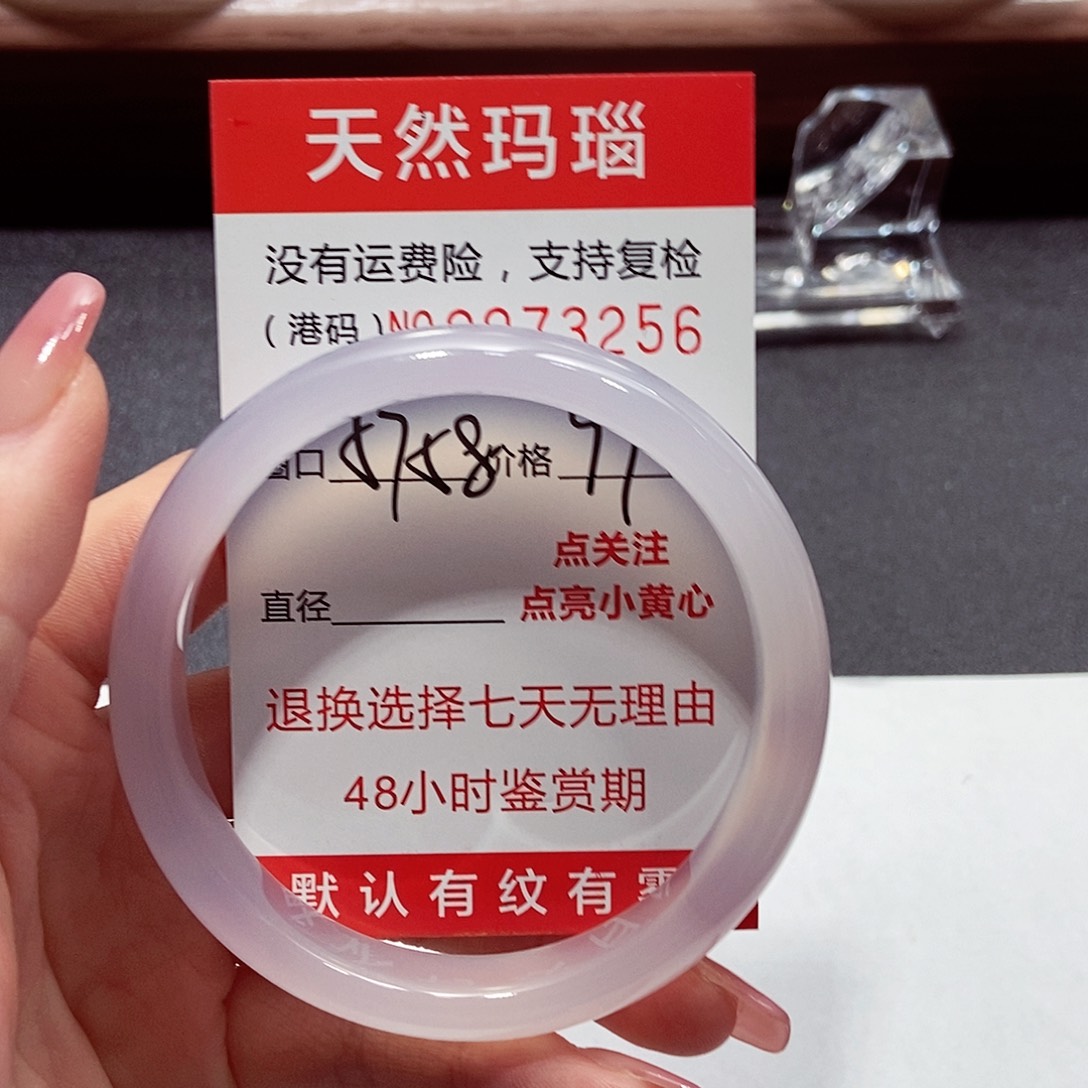 天然玛瑙
没有运费险，支持复检
(港码)NO 3256
口 价格
点关注
直径 点亮小黄心
退换选择七天无理由
48小时鉴赏期
默认有纹有